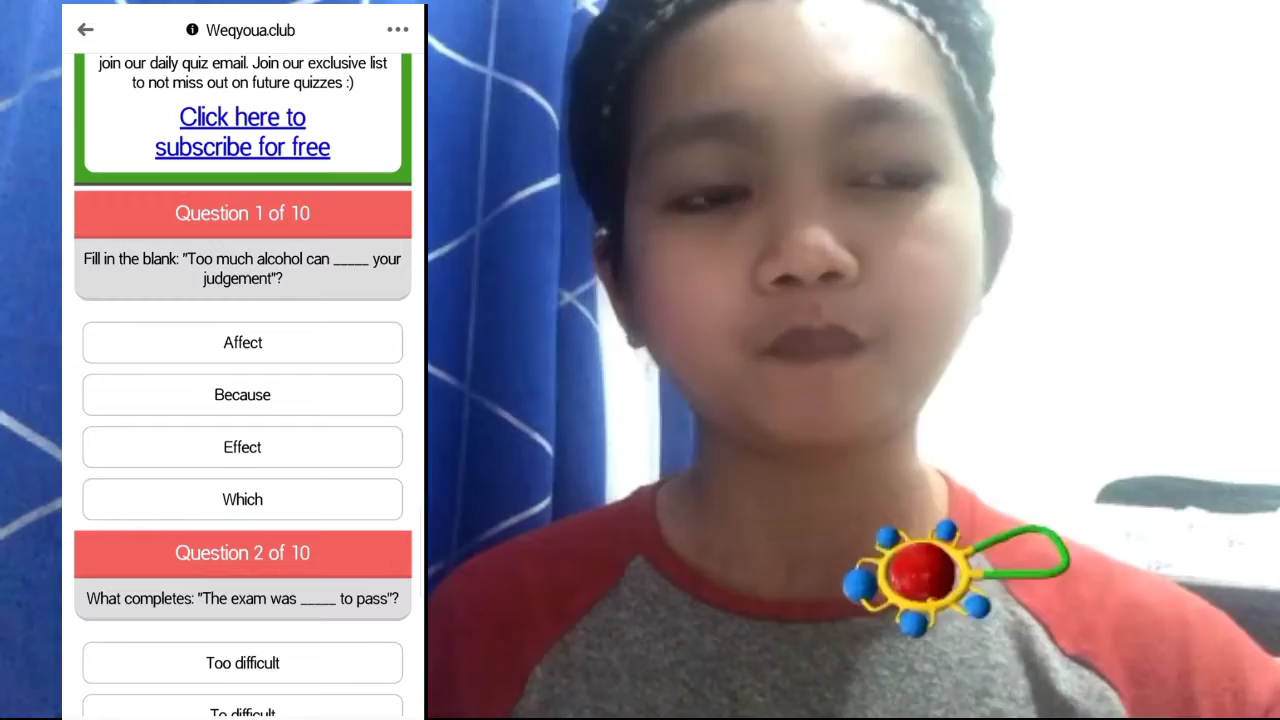 Weqyoua.club
join our daily quiz email. Join our exclusive list
to not miss out on future quizzes :)
Click here to
subscribe for free
Question 1 of 10
Fill in the blank: "Too much alcohol can _____ your
judgement"?
Affect
Because
Effect
Which
Question 2 of 10
What completes: "The exam was _____ to pass"?
Too difficult
To difficult